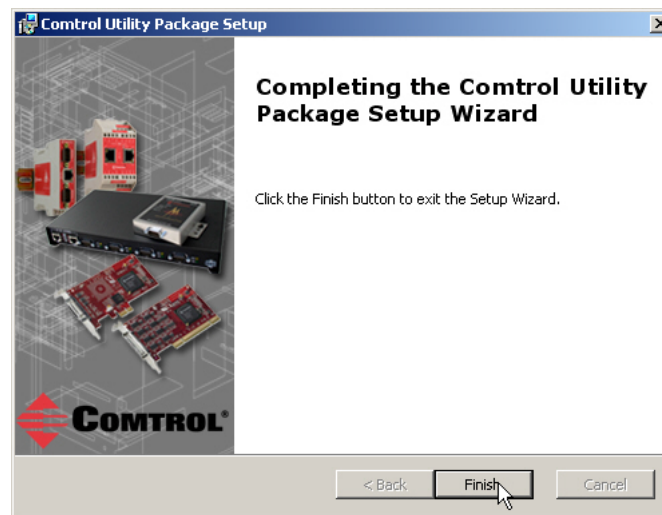 Comtrol Utility Package Setup
Completing the Comtrol Utility
Package Setup Wizard
Click the Finish button to exit the Setup Wizard.
COMTROL®
< Back
Finish
Cancel